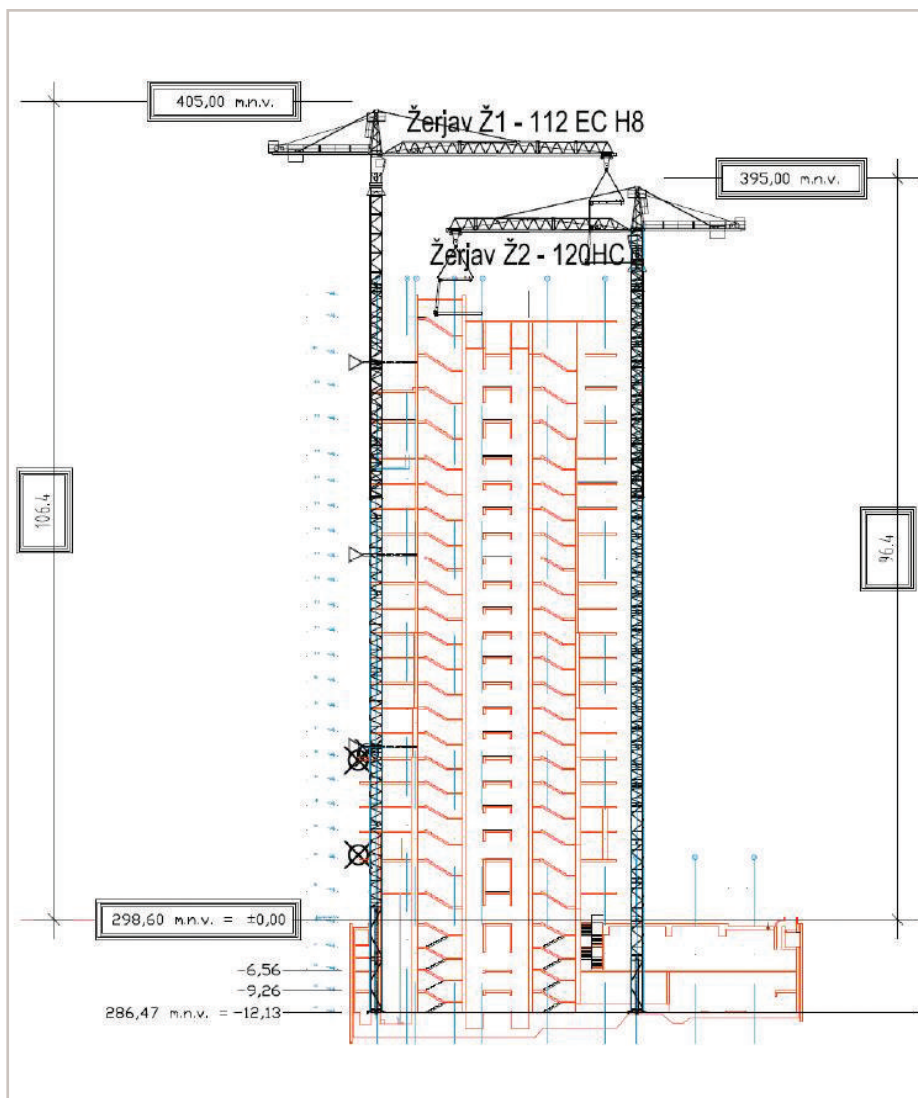 405,00 m.n.v.
Žerjav Ž1 - 112 EC H8
395,00 m.n.v.
Žerjav Ž2 - 120HC
106.4
96.4
298,60 m.n.v. = ±0,00
-6,56
-9,26
286,47 m.n.v. = -12,13